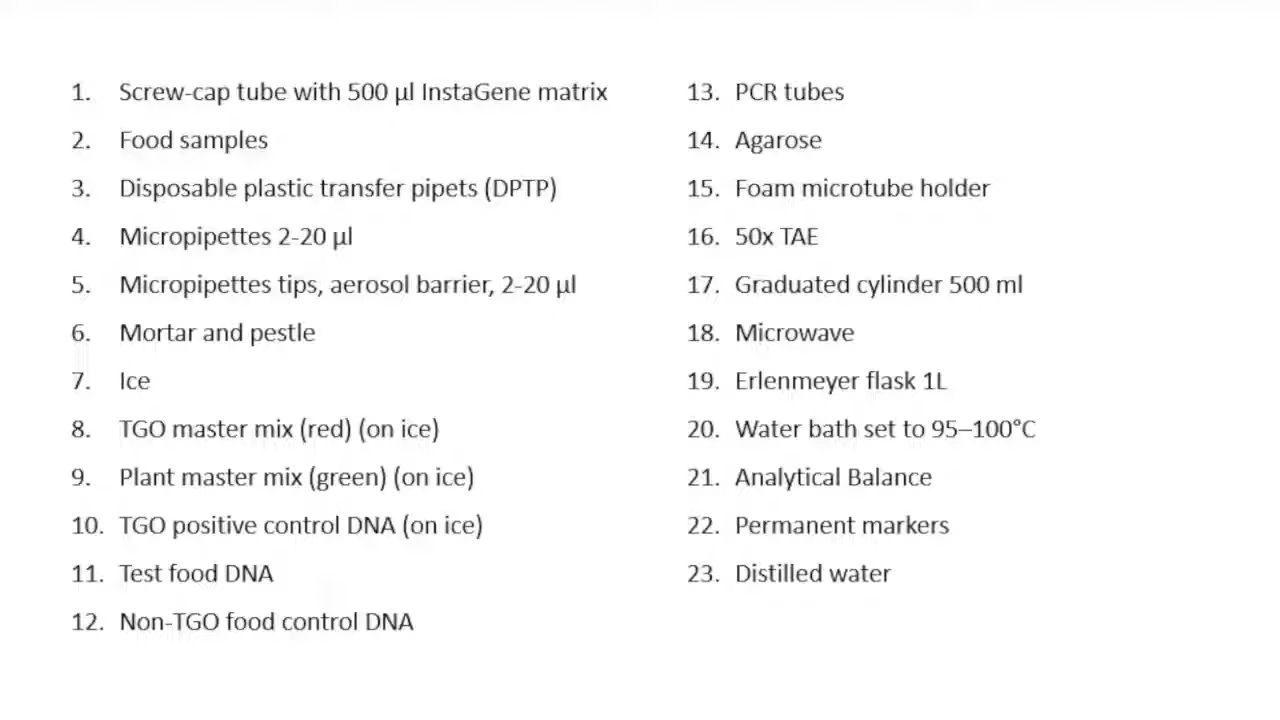 1. Screw-cap tube with 500 µl InstaGene matrix
2. Food samples
3. Disposable plastic transfer pipets (DPTP)
4. Micropipettes 2-20 µl
5. Micropipettes tips, aerosol barrier, 2-20 µl
6. Mortar and pestle
7. Ice
8. TGO master mix (red) (on ice)
9. Plant master mix (green) (on ice)
10. TGO positive control DNA (on ice)
11. Test food DNA
12. Non-TGO food control DNA
13. PCR tubes
14. Agarose
15. Foam microtube holder
16. 50x TAE
17. Graduated cylinder 500 ml
18. Microwave
19. Erlenmeyer flask 1L
20. Water bath set to 95–100°C
21. Analytical Balance
22. Permanent markers
23. Distilled water